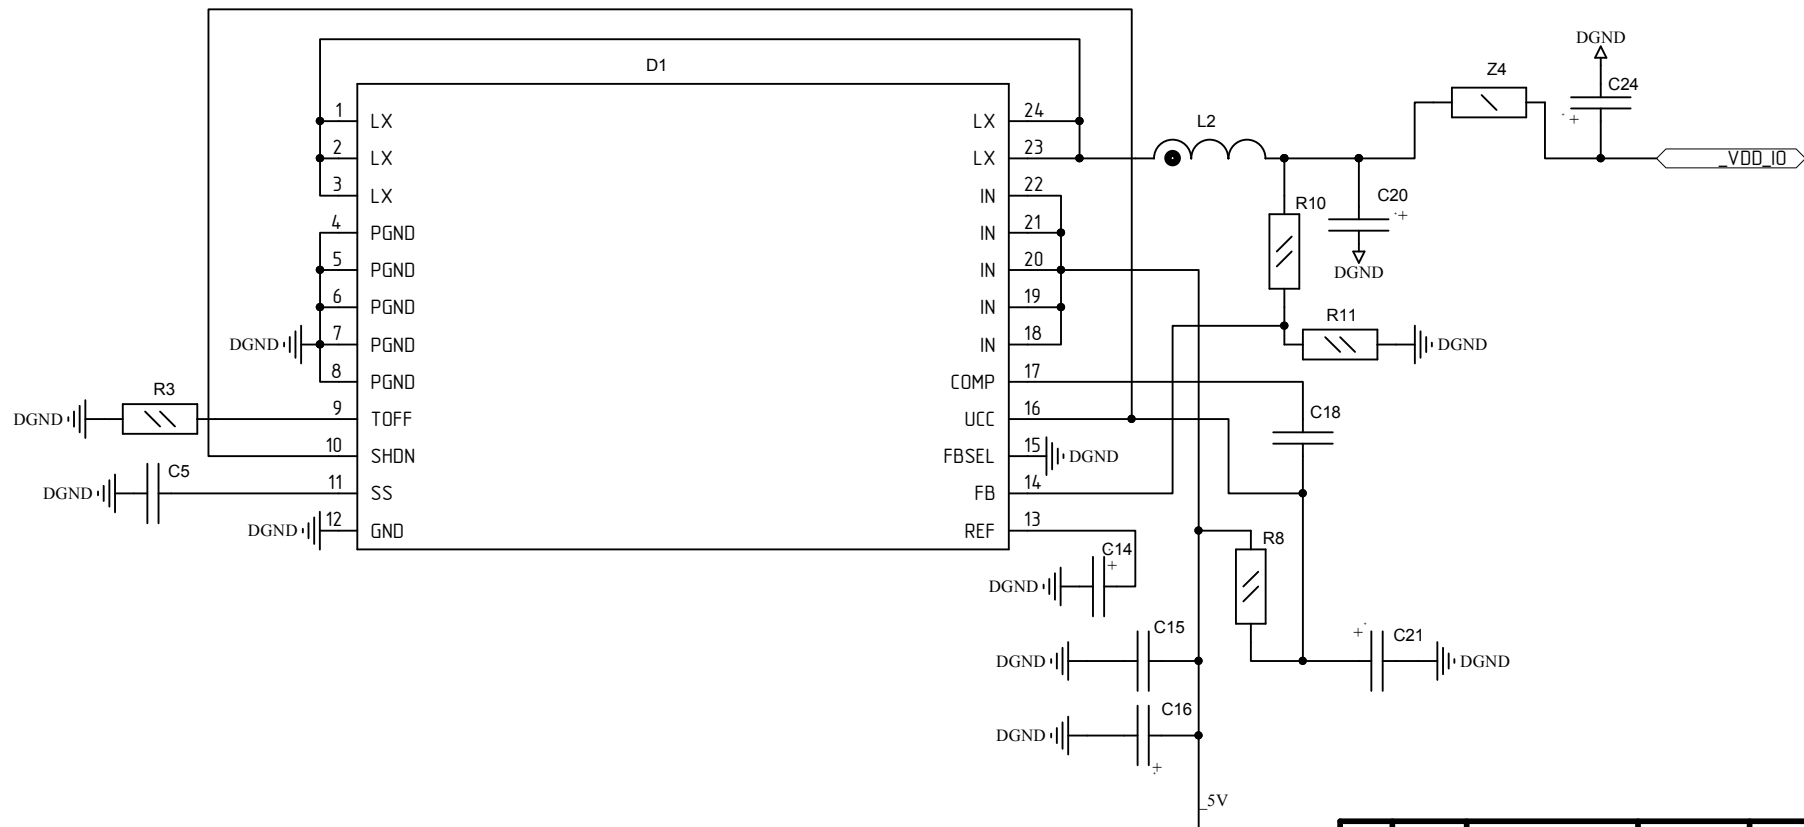 D1
DGND
Z4
C24
1 LX LX 24
L2
2 LX LX 23
_VDD_IO
3 LX IN 22
R10
C20
4 PGND IN 21
5 PGND IN 20
DGND
6 PGND IN 19
R11
DGND 7 PGND IN 18
DGND
8 PGND COMP 17
R3
C18
DGND 9 TOFF UCC 16
10 SHDN FBSEL 15 DGND
C5
DGND 11 SS FB 14
DGND 12 GND REF 13
R8
C14
+
DGND
C15
+
C21
DGND
DGND
C16
DGND
+
_5V
+
+